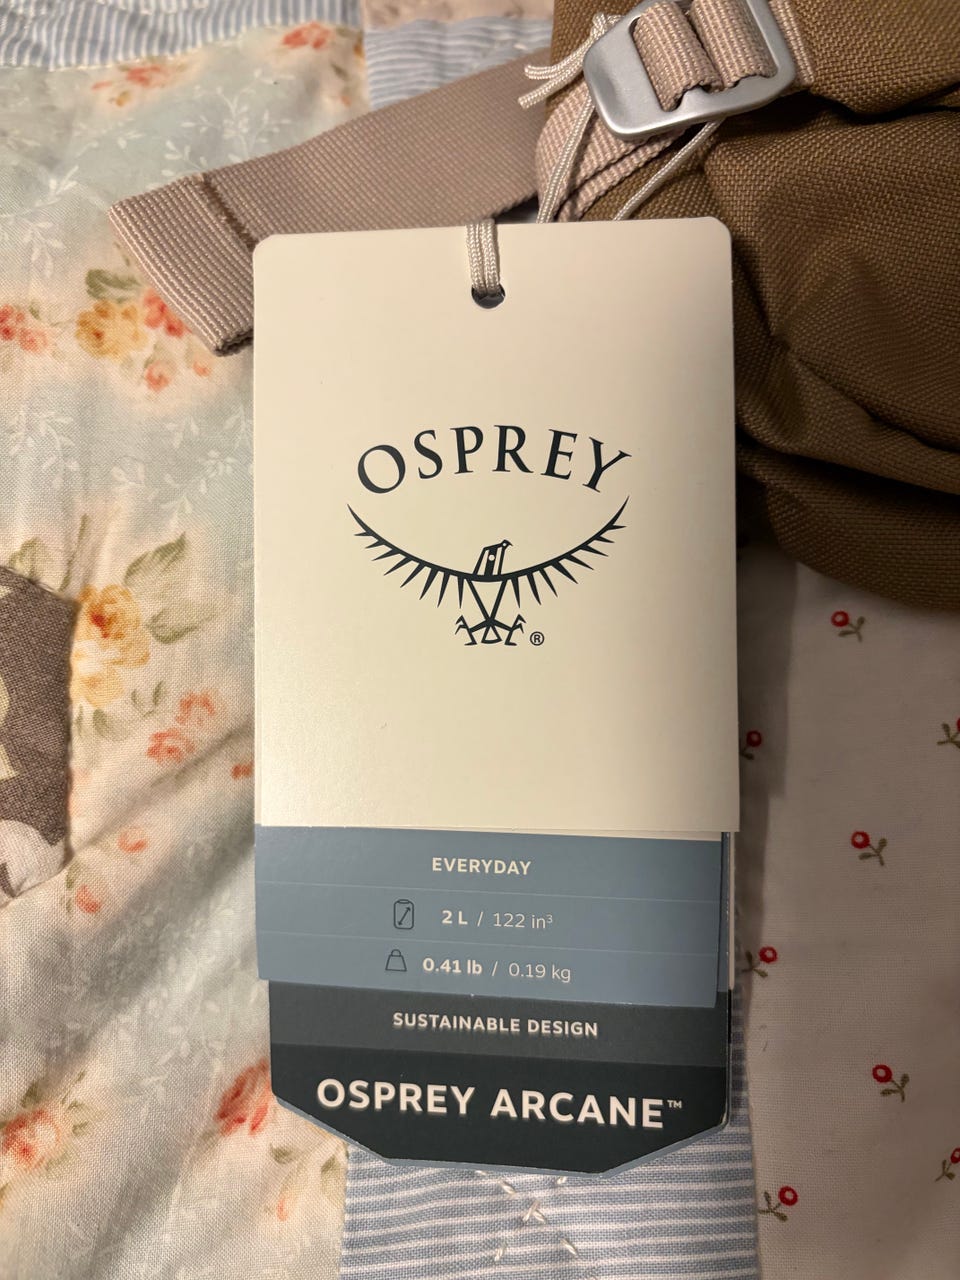 OSPREY
®
EVERYDAY
2 L / 122 in³
0.41 lb / 0.19 kg
SUSTAINABLE DESIGN
OSPREY ARCANE™